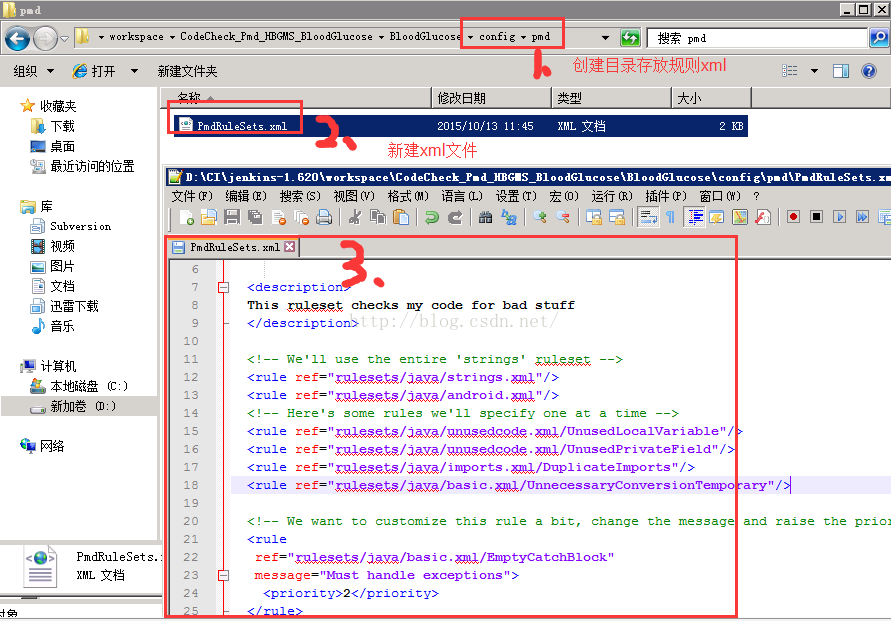 pmd
workspace CodeCheck_Pmd_HBGMS_BloodGlucose BloodGlucose config pmd
搜索 pmd
组织 打开 新建文件夹
1、
创建目录存放规则xml
收藏夹
下载
桌面
最近访问的位置
库
Subversion
视频
图片
文档
迅雷下载
音乐
计算机
本地磁盘 (C:)
新加卷 (D:)
网络
名称 修改日期 类型 大小
PmdRuleSets.xml 2015/10/13 11:45 XML 文档 2 KB
2、
新建xml文件
D:\CI\jenkins-1.620\workspace\CodeCheck_Pmd_HBGMS_BloodGlucose\BloodGlucose\config\pmd\PmdRuleSets.xm
文件(F) 编辑(E) 搜索(S) 视图(V) 格式(M) 语言(L) 设置(T) 宏(O) 运行(R) 插件(P) 窗口(W) ?
PmdRuleSets.xml
3、
6
7 <description>
8 This ruleset checks my code for bad stuff
9 </description>
http://blog.csdn.net/
10
11 <!-- We'll use the entire 'strings' ruleset -->
12 <rule ref="rulesets/java/strings.xml"/>
13 <rule ref="rulesets/java/android.xml"/>
14 <!-- Here's some rules we'll specify one at a time -->
15 <rule ref="rulesets/java/unusedcode.xml/UnusedLocalVariable"/>
16 <rule ref="rulesets/java/unusedcode.xml/UnusedPrivateField"/>
17 <rule ref="rulesets/java/imports.xml/DuplicateImports"/>
18 <rule ref="rulesets/java/basic.xml/UnnecessaryConversionTemporary"/>
19
20 <!-- We want to customize this rule a bit, change the message and raise the prior
21 <rule
22 ref="rulesets/java/basic.xml/EmptyCatchBlock"
23 message="Must handle exceptions">
24 <priority>2</priority>
25 </rule>
PmdRuleSets.
XML 文档
对象